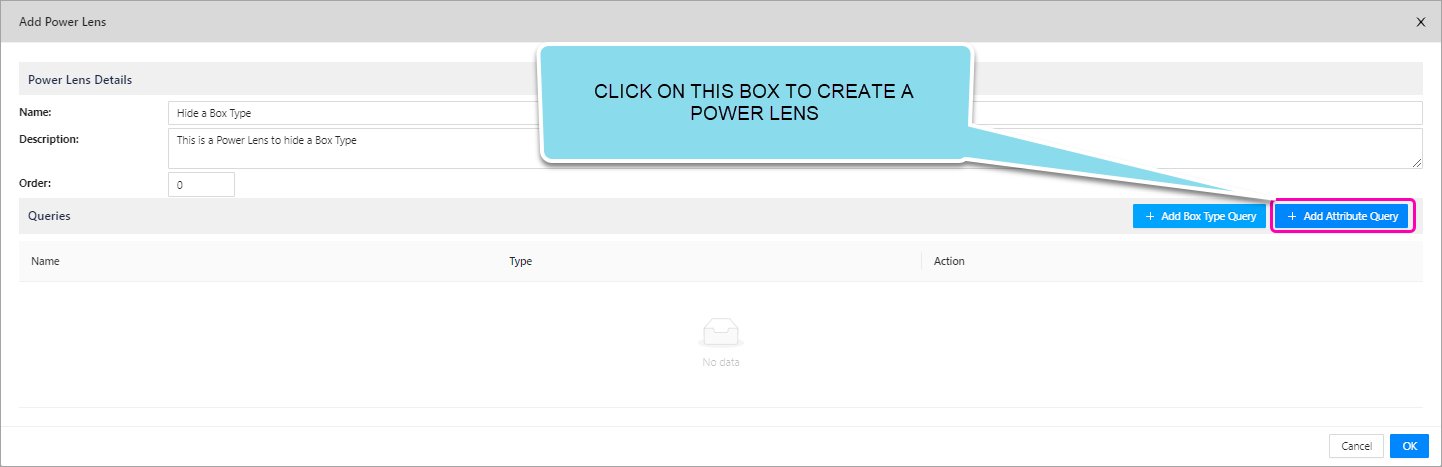 Add Power Lens
Power Lens Details
CLICK ON THIS BOX TO CREATE A
POWER LENS
Name:
Hide a Box Type
Description:
This is a Power Lens to hide a Box Type
Order:
0
Queries
+ Add Box Type Query
+ Add Attribute Query
Name
Type
Action
No data
Cancel
OK